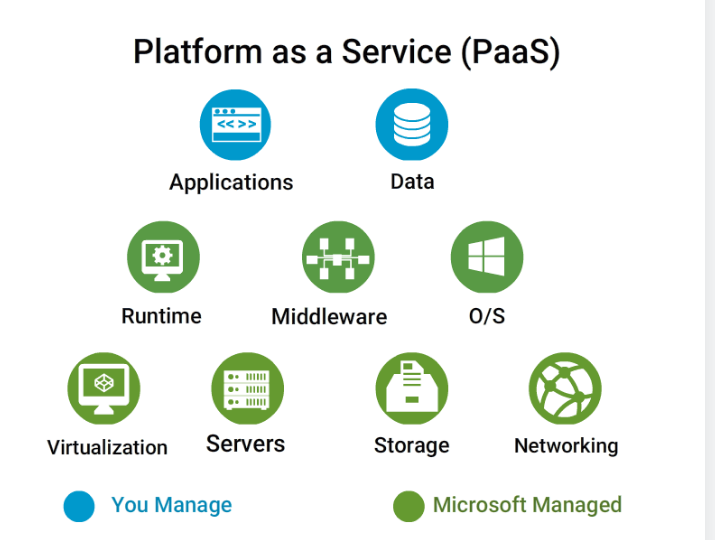 Platform as a Service (PaaS)
<< >>
Applications
Data
Runtime
Middleware
O/S
Virtualization
Servers
Storage
Networking
You Manage
Microsoft Managed